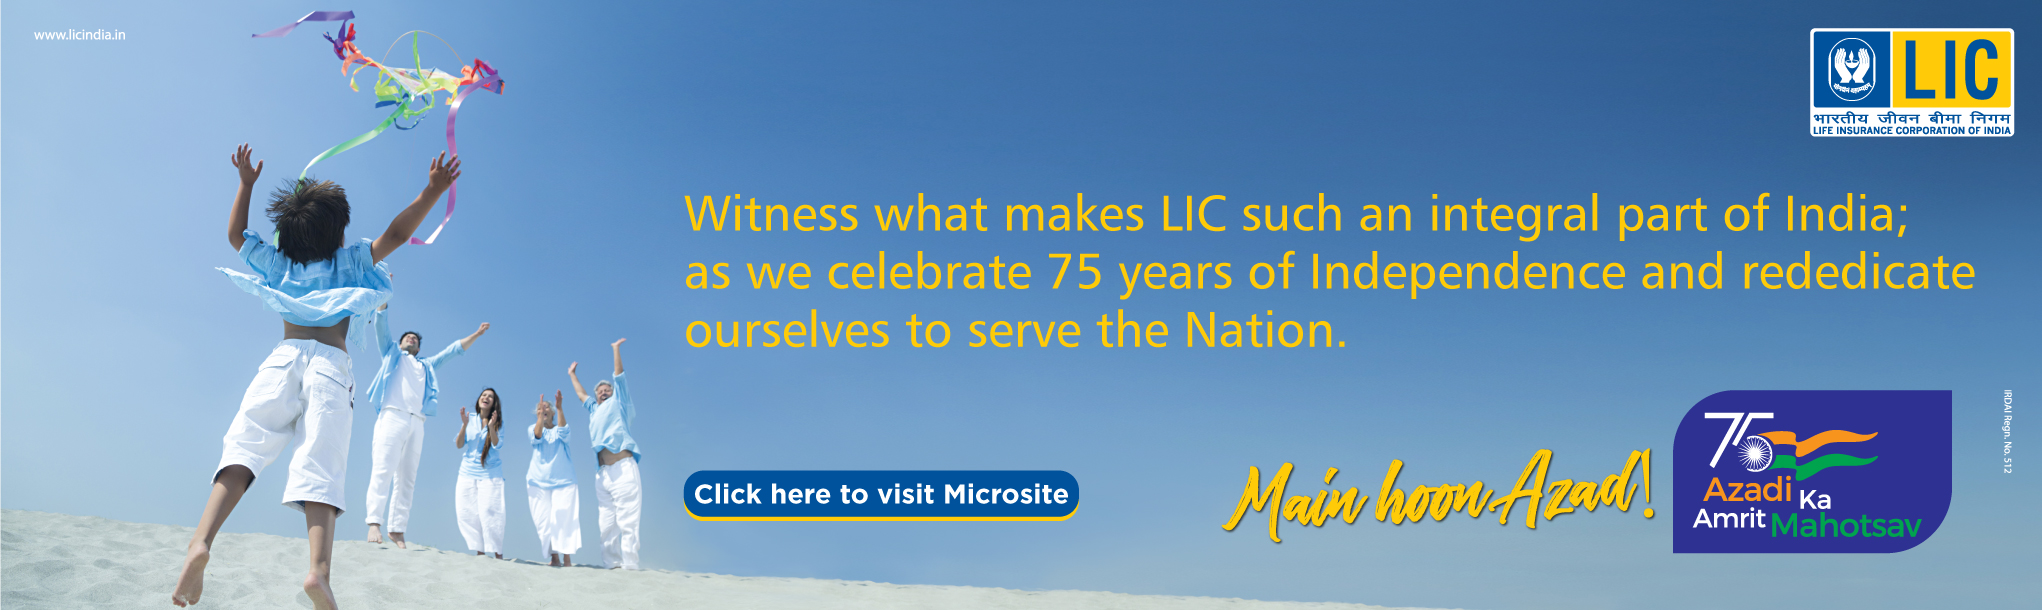 www.licindia.in
LIC
भारतीय जीवन बीमा निगम
LIFE INSURANCE CORPORATION OF INDIA
Witness what makes LIC such an integral part of India;
as we celebrate 75 years of Independence and rededicate
ourselves to serve the Nation.
Click here to visit Microsite
Main hoon Azad!
75
Azadi Ka
Amrit Mahotsav
IRDAI Regn. No. 512